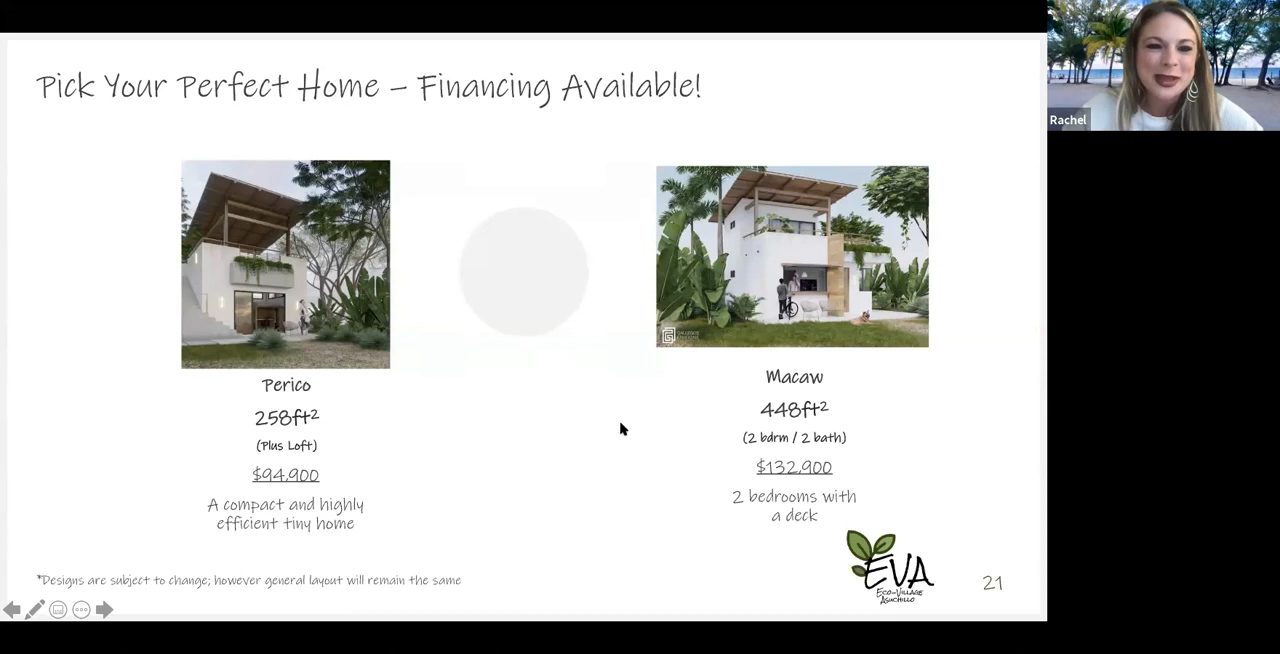 Pick Your Perfect Home – Financing Available!
Rachel
Perico
258ft²
(Plus Loft)
$94,900
A compact and highly
efficient tiny home
Macaw
448ft²
(2 bdrm / 2 bath)
$132,900
2 bedrooms with
a deck
*Designs are subject to change; however general layout will remain the same
EVA
Eco-Village
Asuchillo
21